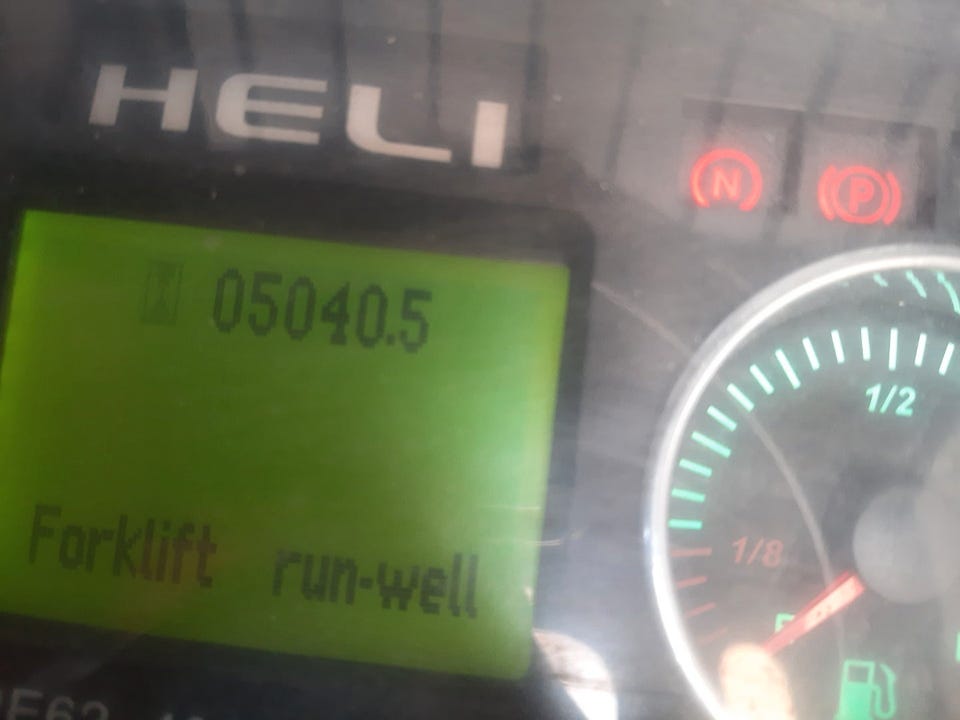 HELI
N
P
05040.5
1/2
Forklift run-well
1/8